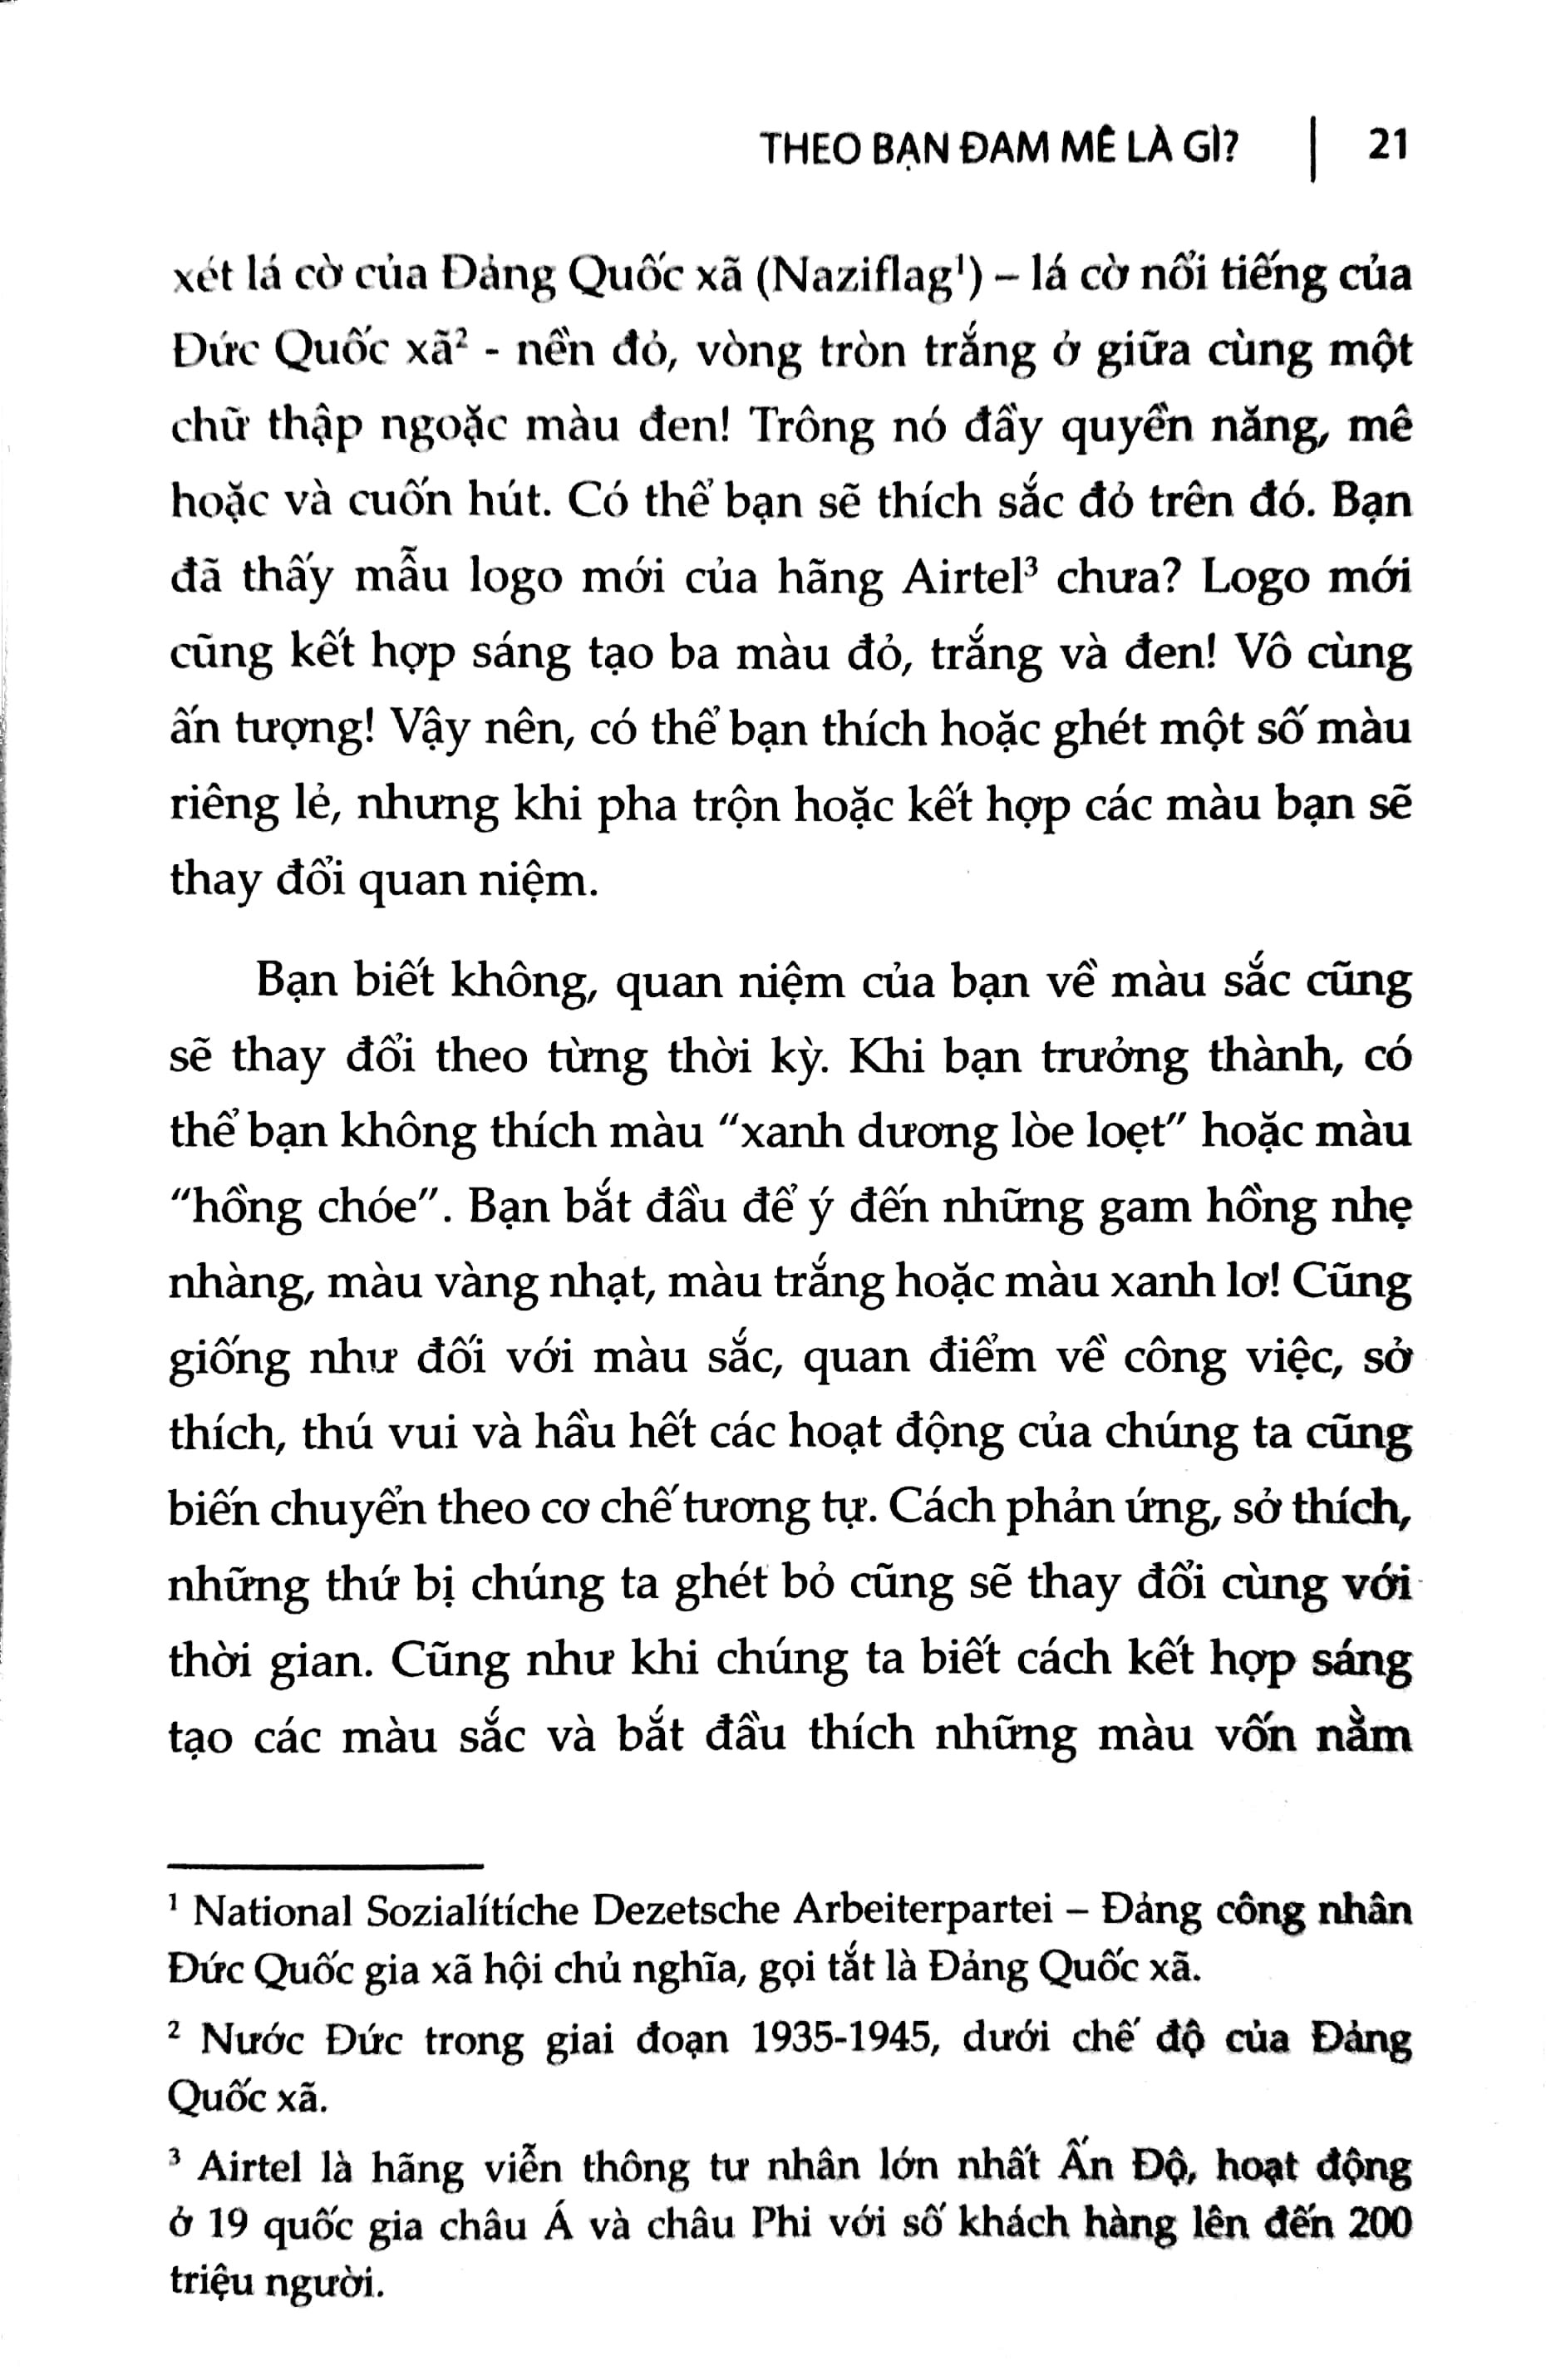 THEO BẠN ĐAM MÊ LÀ GÌ? | 21
xét lá cờ của Đảng Quốc xã (Naziflag¹) – lá cờ nổi tiếng của
Đức Quốc xã² - nền đỏ, vòng tròn trắng ở giữa cùng một
chữ thập ngoặc màu đen! Trông nó đầy quyền năng, mê
hoặc và cuốn hút. Có thể bạn sẽ thích sắc đỏ trên đó. Bạn
đã thấy mẫu logo mới của hãng Airtel³ chưa? Logo mới
cũng kết hợp sáng tạo ba màu đỏ, trắng và đen! Vô cùng
ấn tượng! Vậy nên, có thể bạn thích hoặc ghét một số màu
riêng lẻ, nhưng khi pha trộn hoặc kết hợp các màu bạn sẽ
thay đổi quan niệm.
Bạn biết không, quan niệm của bạn về màu sắc cũng
sẽ thay đổi theo từng thời kỳ. Khi bạn trưởng thành, có
thể bạn không thích màu “xanh dương lòe loẹt” hoặc màu
“hồng chóe”. Bạn bắt đầu để ý đến những gam hồng nhẹ
nhàng, màu vàng nhạt, màu trắng hoặc màu xanh lơ! Cũng
giống như đối với màu sắc, quan điểm về công việc, sở
thích, thú vui và hầu hết các hoạt động của chúng ta cũng
biến chuyển theo cơ chế tương tự. Cách phản ứng, sở thích,
những thứ bị chúng ta ghét bỏ cũng sẽ thay đổi cùng với
thời gian. Cũng như khi chúng ta biết cách kết hợp sáng
tạo các màu sắc và bắt đầu thích những màu vốn nằm
¹ National Sozialítíche Dezetsche Arbeiterpartei – Đảng công nhân
Đức Quốc gia xã hội chủ nghĩa, gọi tắt là Đảng Quốc xã.
² Nước Đức trong giai đoạn 1935-1945, dưới chế độ của Đảng
Quốc xã.
³ Airtel là hãng viễn thông tư nhân lớn nhất Ấn Độ, hoạt động
ở 19 quốc gia châu Á và châu Phi với số khách hàng lên đến 200
triệu người.